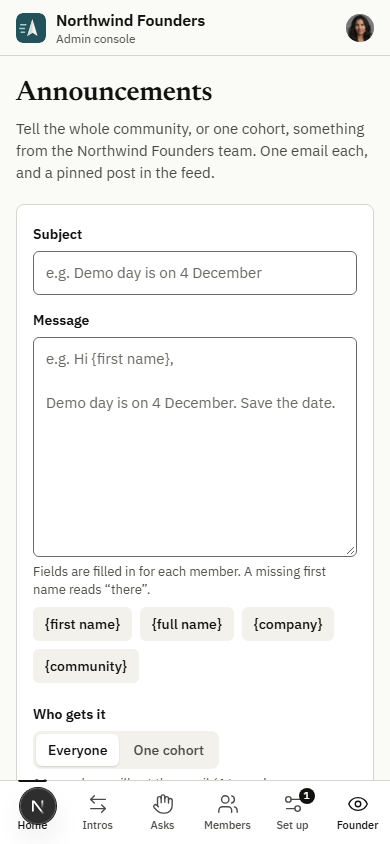 Northwind Founders
Admin console
Announcements
Tell the whole community, or one cohort, something
from the Northwind Founders team. One email each,
and a pinned post in the feed.
Subject
e.g. Demo day is on 4 December
Message
e.g. Hi {first name},
Demo day is on 4 December. Save the date.
Fields are filled in for each member. A missing first
name reads “there”.
{first name} {full name} {company}
{community}
Who gets it
Everyone One cohort
N
1
Home Intros Asks Members Set up Founder